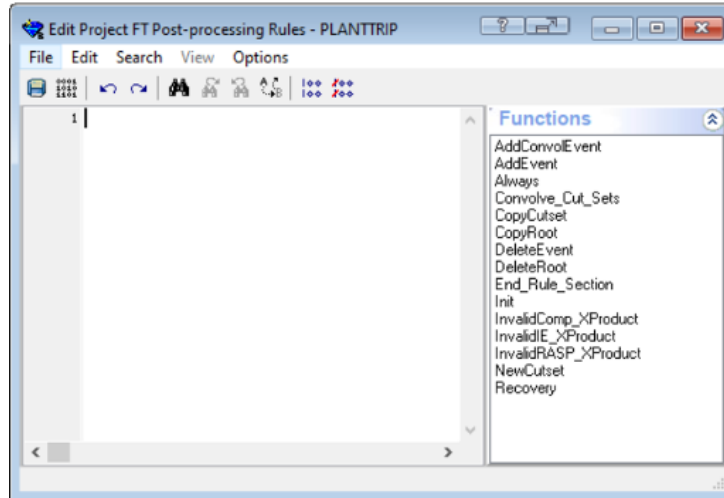 Edit Project FT Post-processing Rules - PLANTTRIP
File Edit Search View Options
1
Functions
AddConvolEvent
AddEvent
Always
Convolve_Cut_Sets
CopyCutset
CopyRoot
DeleteEvent
DeleteRoot
End_Rule_Section
Init
InvalidComp_XProduct
InvalidIE_XProduct
InvalidRASP_XProduct
NewCutset
Recovery